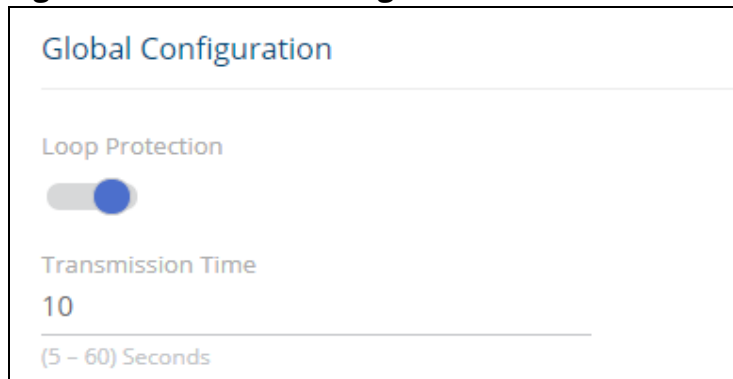 Global Configuration
Loop Protection
Transmission Time
10
(5 – 60) Seconds